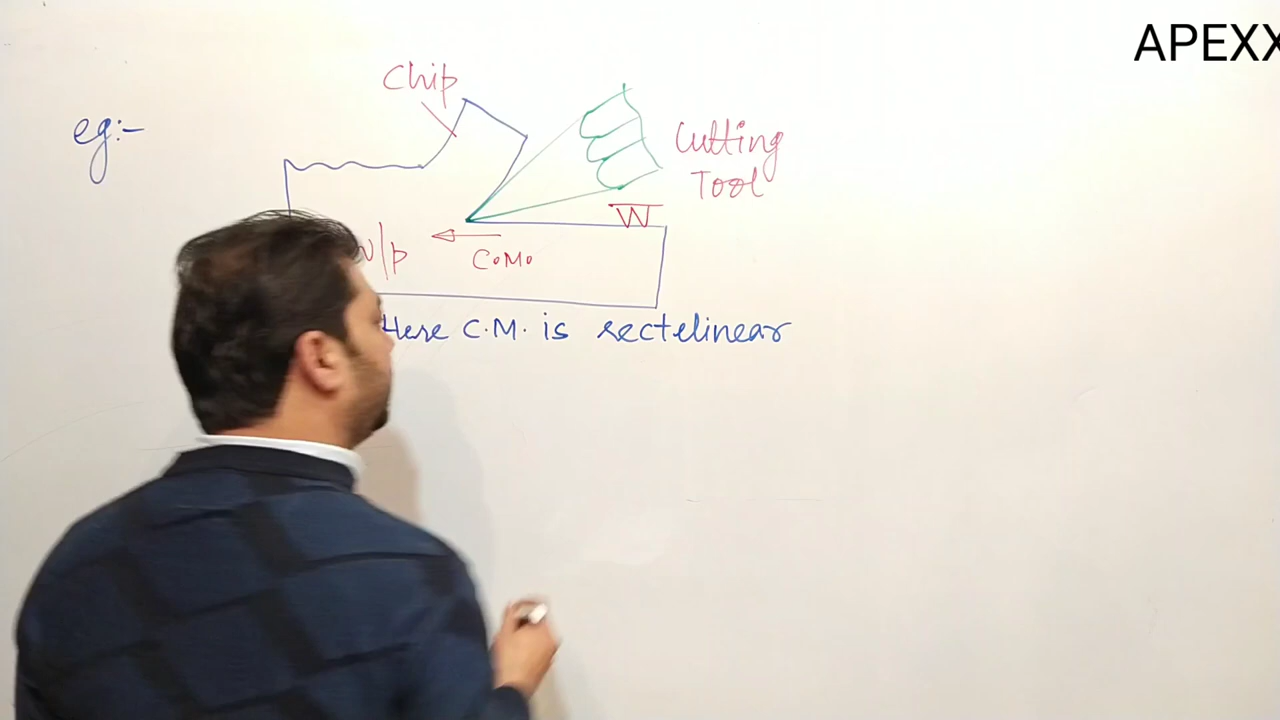 APEXX
Chip
eg:-
Cutting
Tool
W/p
C.M.
Here C.M. is rectelinear